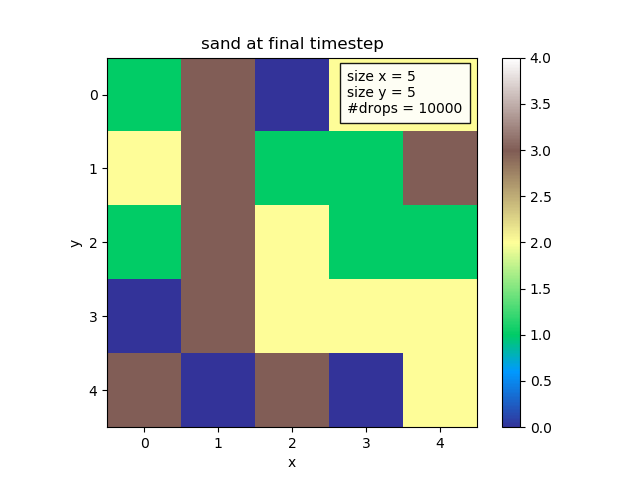 sand at final timestep
size x = 5
size y = 5
#drops = 10000
y
0
1
2
3
4
0 1 2 3 4
x
4.0
3.5
3.0
2.5
2.0
1.5
1.0
0.5
0.0